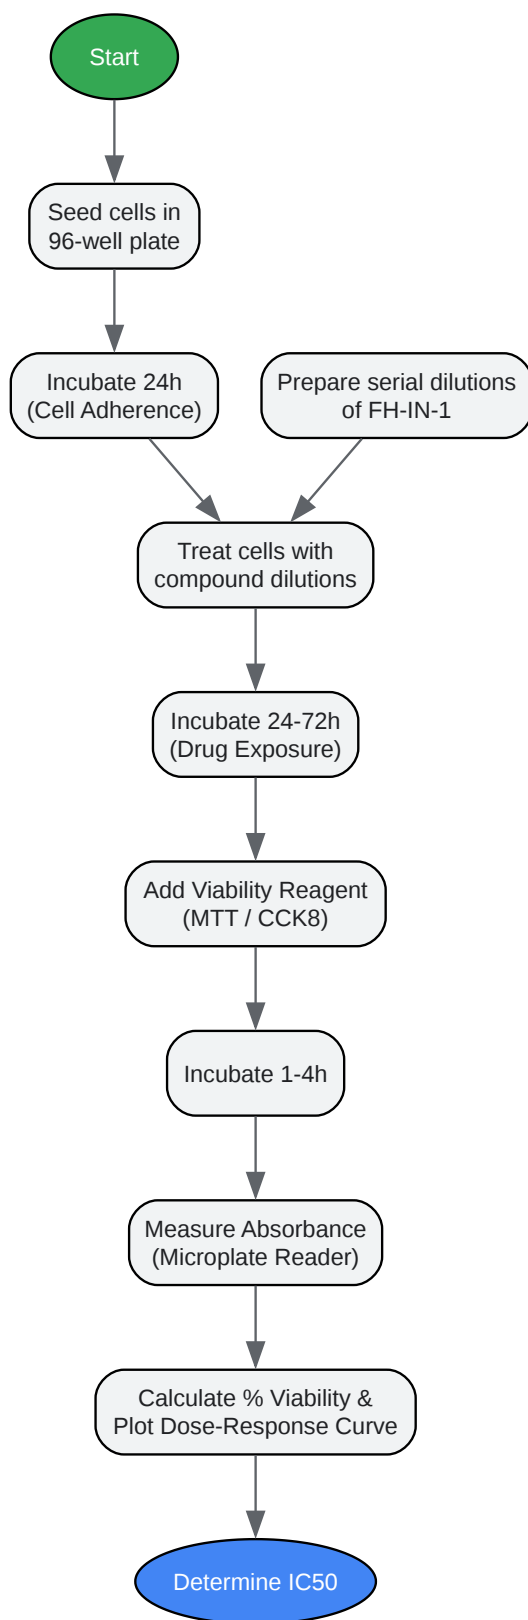 Start
Seed cells in
96-well plate
Incubate 24h
(Cell Adherence)
Prepare serial dilutions
of FH-IN-1
Treat cells with
compound dilutions
Incubate 24-72h
(Drug Exposure)
Add Viability Reagent
(MTT / CCK8)
Incubate 1-4h
Measure Absorbance
(Microplate Reader)
Calculate % Viability &
Plot Dose-Response Curve
Determine IC50